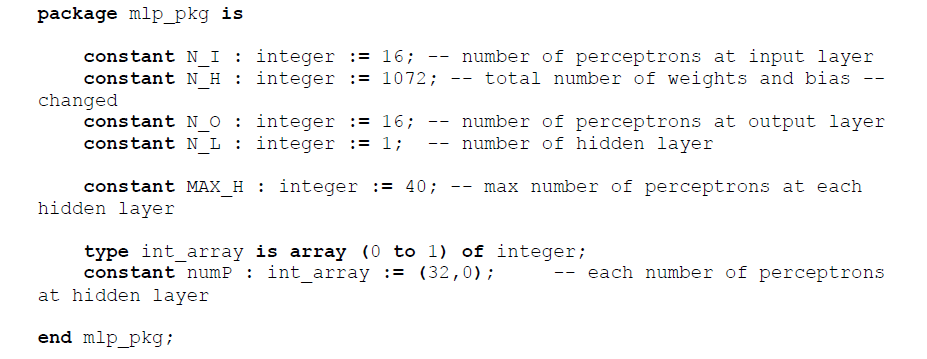 package mlp_pkg is
constant N_I : integer := 16; -- number of perceptrons at input layer
constant N_H : integer := 1072; -- total number of weights and bias --
changed
constant N_O : integer := 16; -- number of perceptrons at output layer
constant N_L : integer := 1;  -- number of hidden layer
constant MAX_H : integer := 40; -- max number of perceptrons at each
hidden layer
type int_array is array (0 to 1) of integer;
constant numP : int_array := (32,0);     -- each number of perceptrons
at hidden layer
end mlp_pkg;